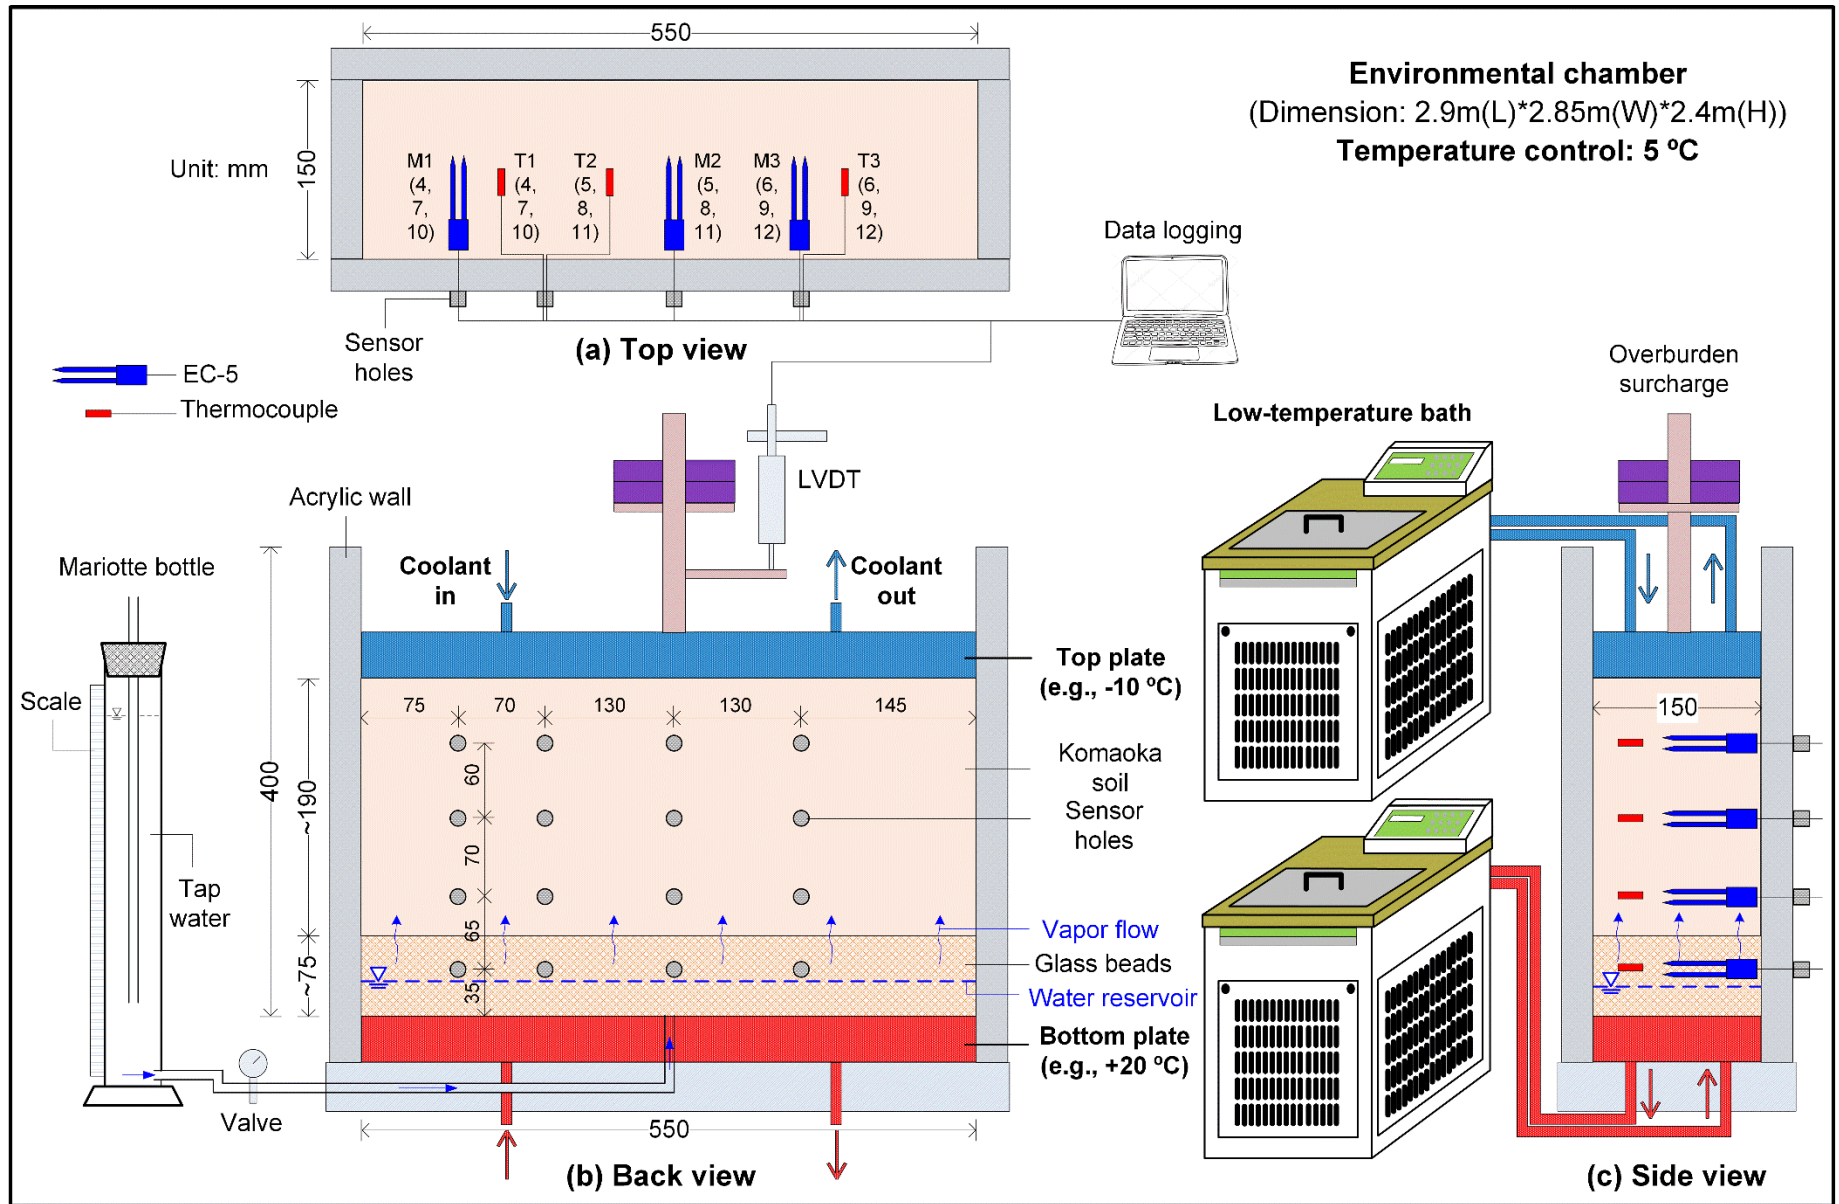 550
Environmental chamber
(Dimension: 2.9m(L)*2.85m(W)*2.4m(H))
Temperature control: 5 ºC
Unit: mm
150
M1
(4,
7,
10)
T1
(4,
7,
10)
T2
(5,
8,
11)
M2
(5,
8,
11)
M3
(6,
9,
12)
T3
(6,
9,
12)
Data logging
Sensor
holes
(a) Top view
EC-5
Thermocouple
Overburden
surcharge
Low-temperature bath
LVDT
Acrylic wall
Mariotte bottle
Coolant
in
Coolant
out
Scale
Top plate
(e.g., -10 ºC)
75
70
130
130
145
150
400
~190
60
70
65
35
~75
Komaoka
soil
Sensor
holes
Tap
water
Vapor flow
Glass beads
Water reservoir
Bottom plate
(e.g., +20 ºC)
Valve
550
(b) Back view
(c) Side view